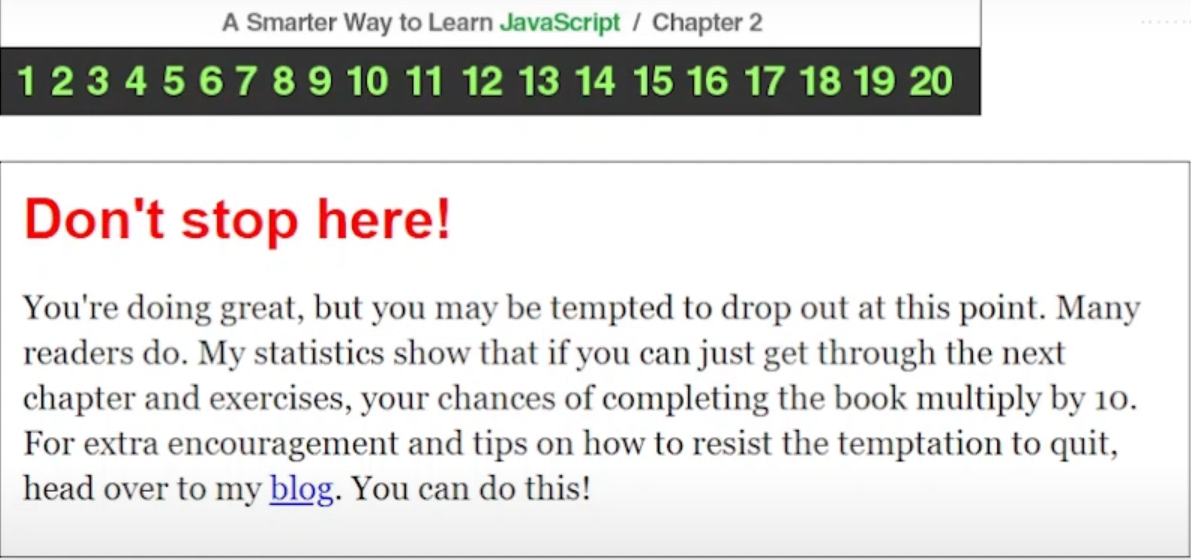 A Smarter Way to Learn JavaScript / Chapter 2
1 2 3 4 5 6 7 8 9 10 11 12 13 14 15 16 17 18 19 20
Don't stop here!
You're doing great, but you may be tempted to drop out at this point. Many
readers do. My statistics show that if you can just get through the next
chapter and exercises, your chances of completing the book multiply by 10.
For extra encouragement and tips on how to resist the temptation to quit,
head over to my blog. You can do this!